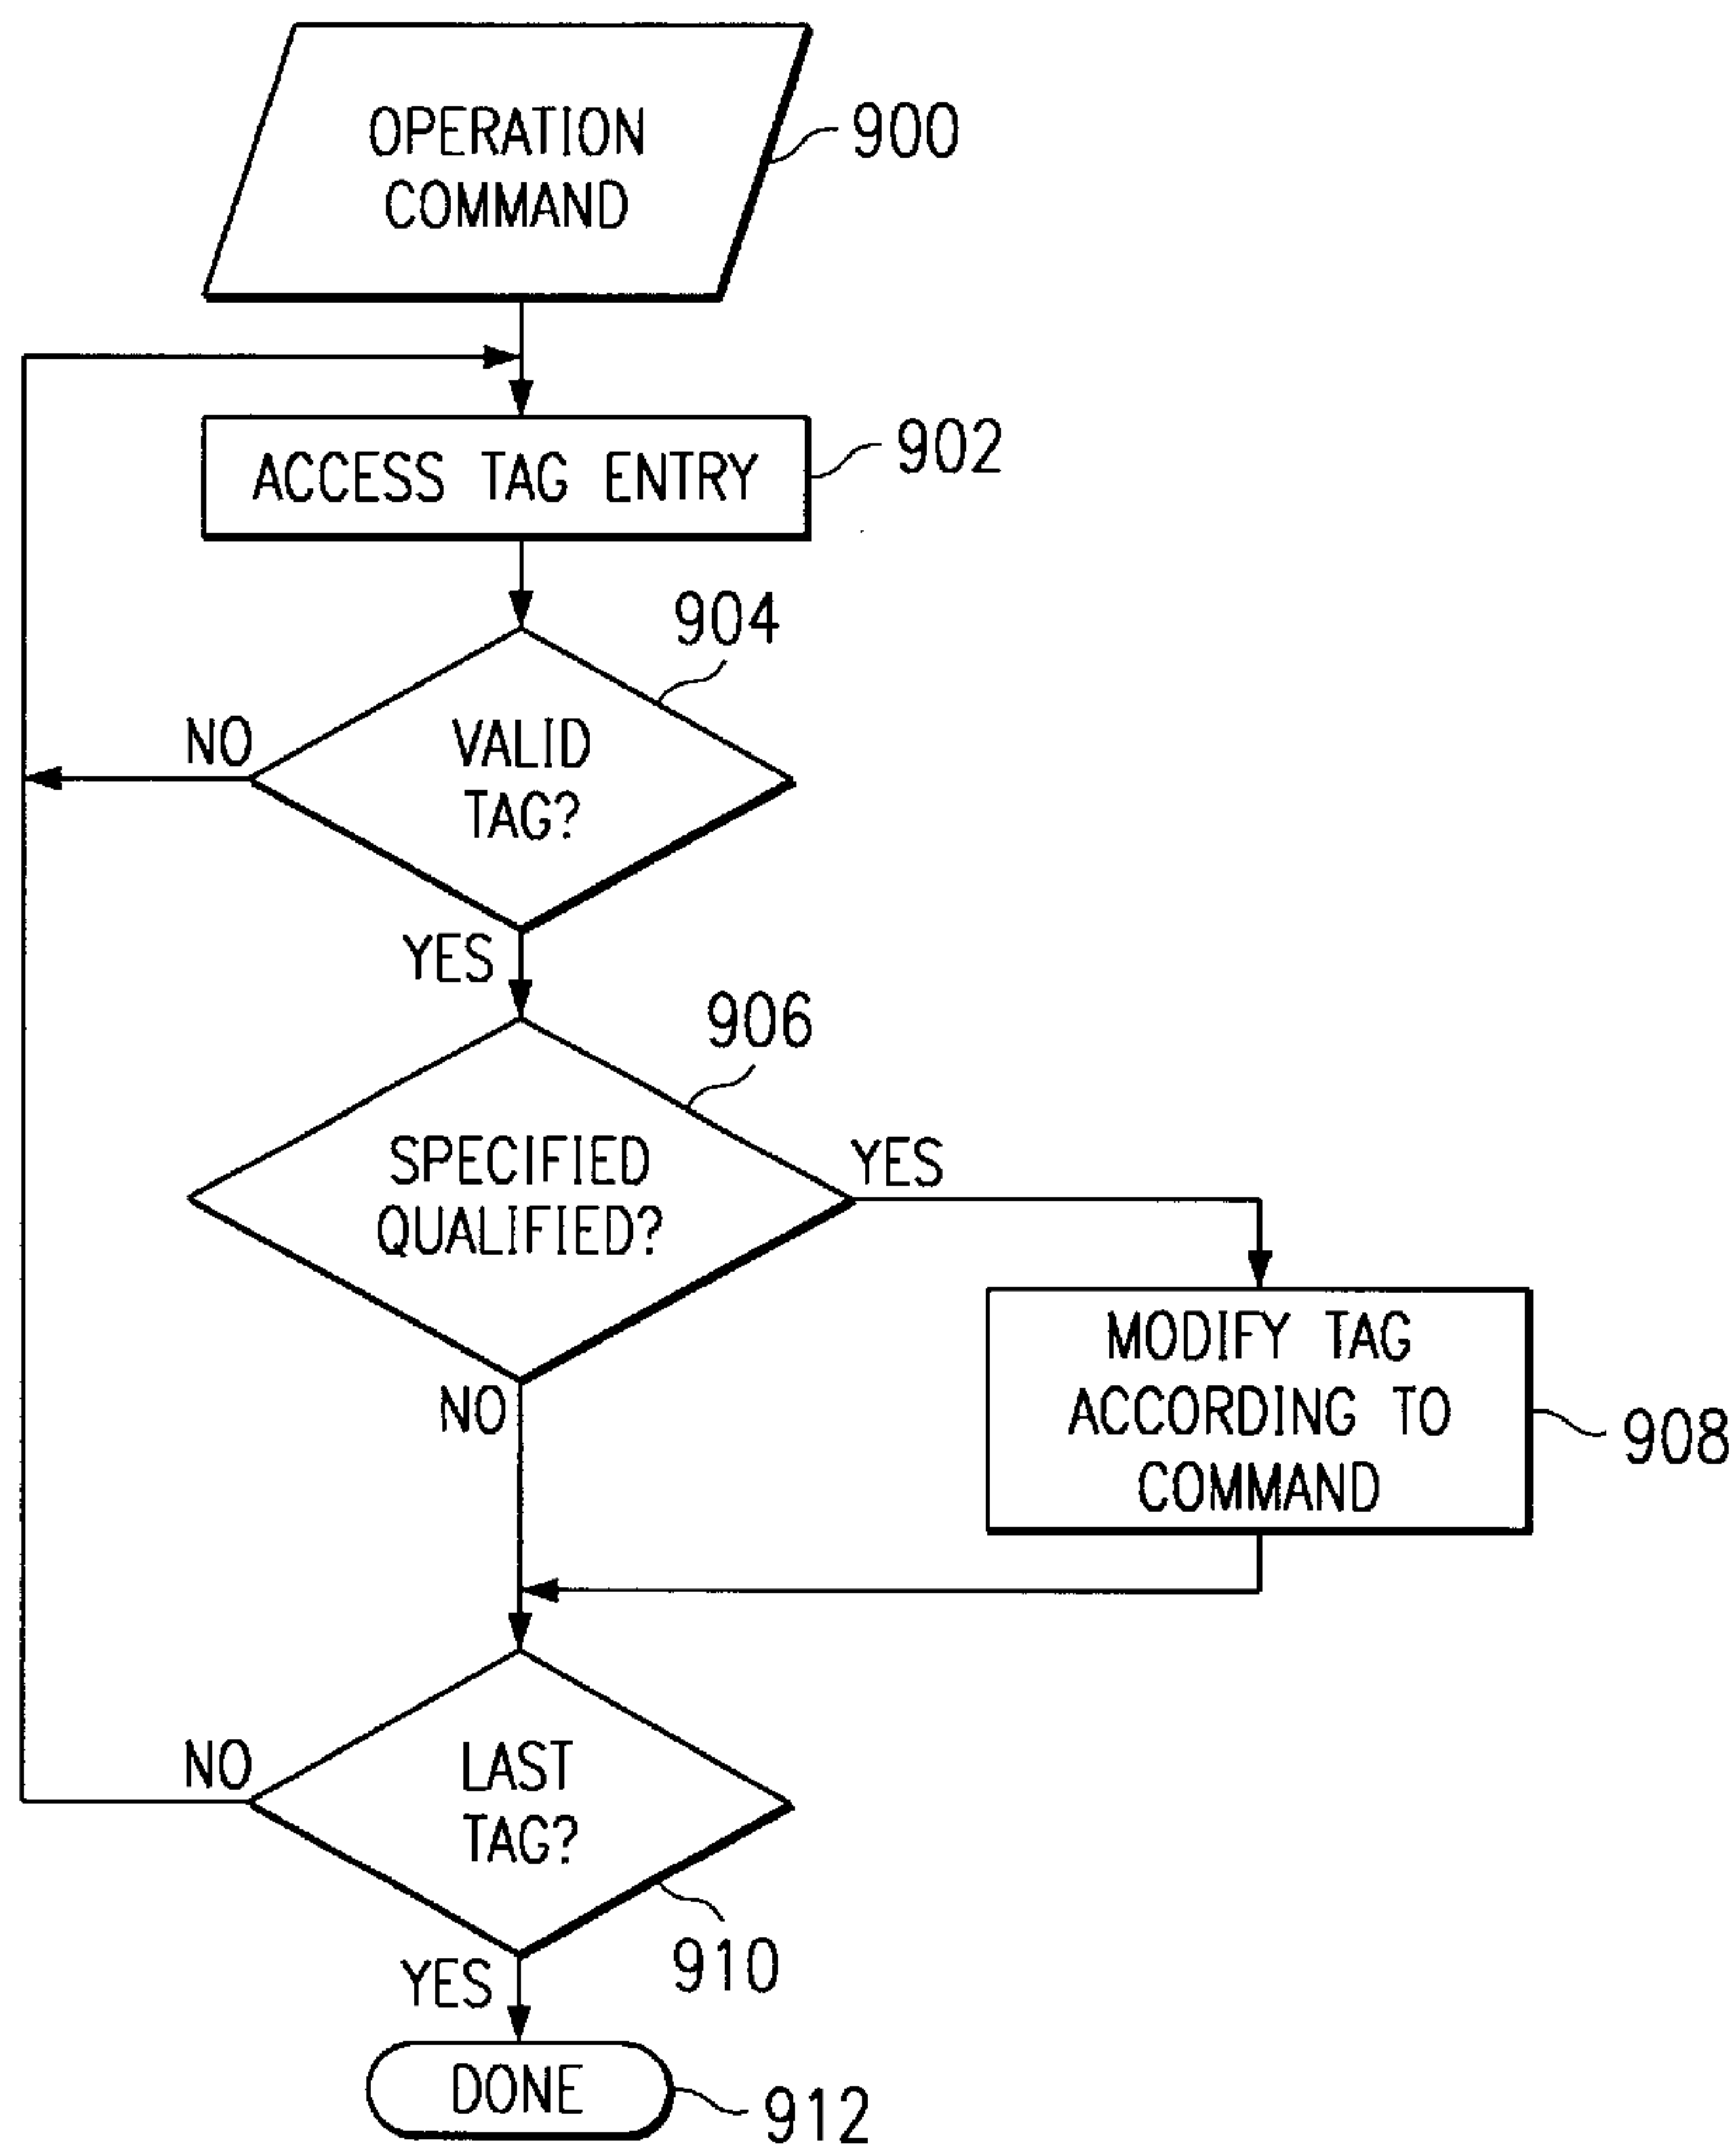 OPERATION
COMMAND
900
ACCESS TAG ENTRY
902
904
NO
VALID
TAG?
YES
906
SPECIFIED
QUALIFIED?
YES
NO
MODIFY TAG
ACCORDING TO
COMMAND
908
NO
LAST
TAG?
910
YES
DONE
912